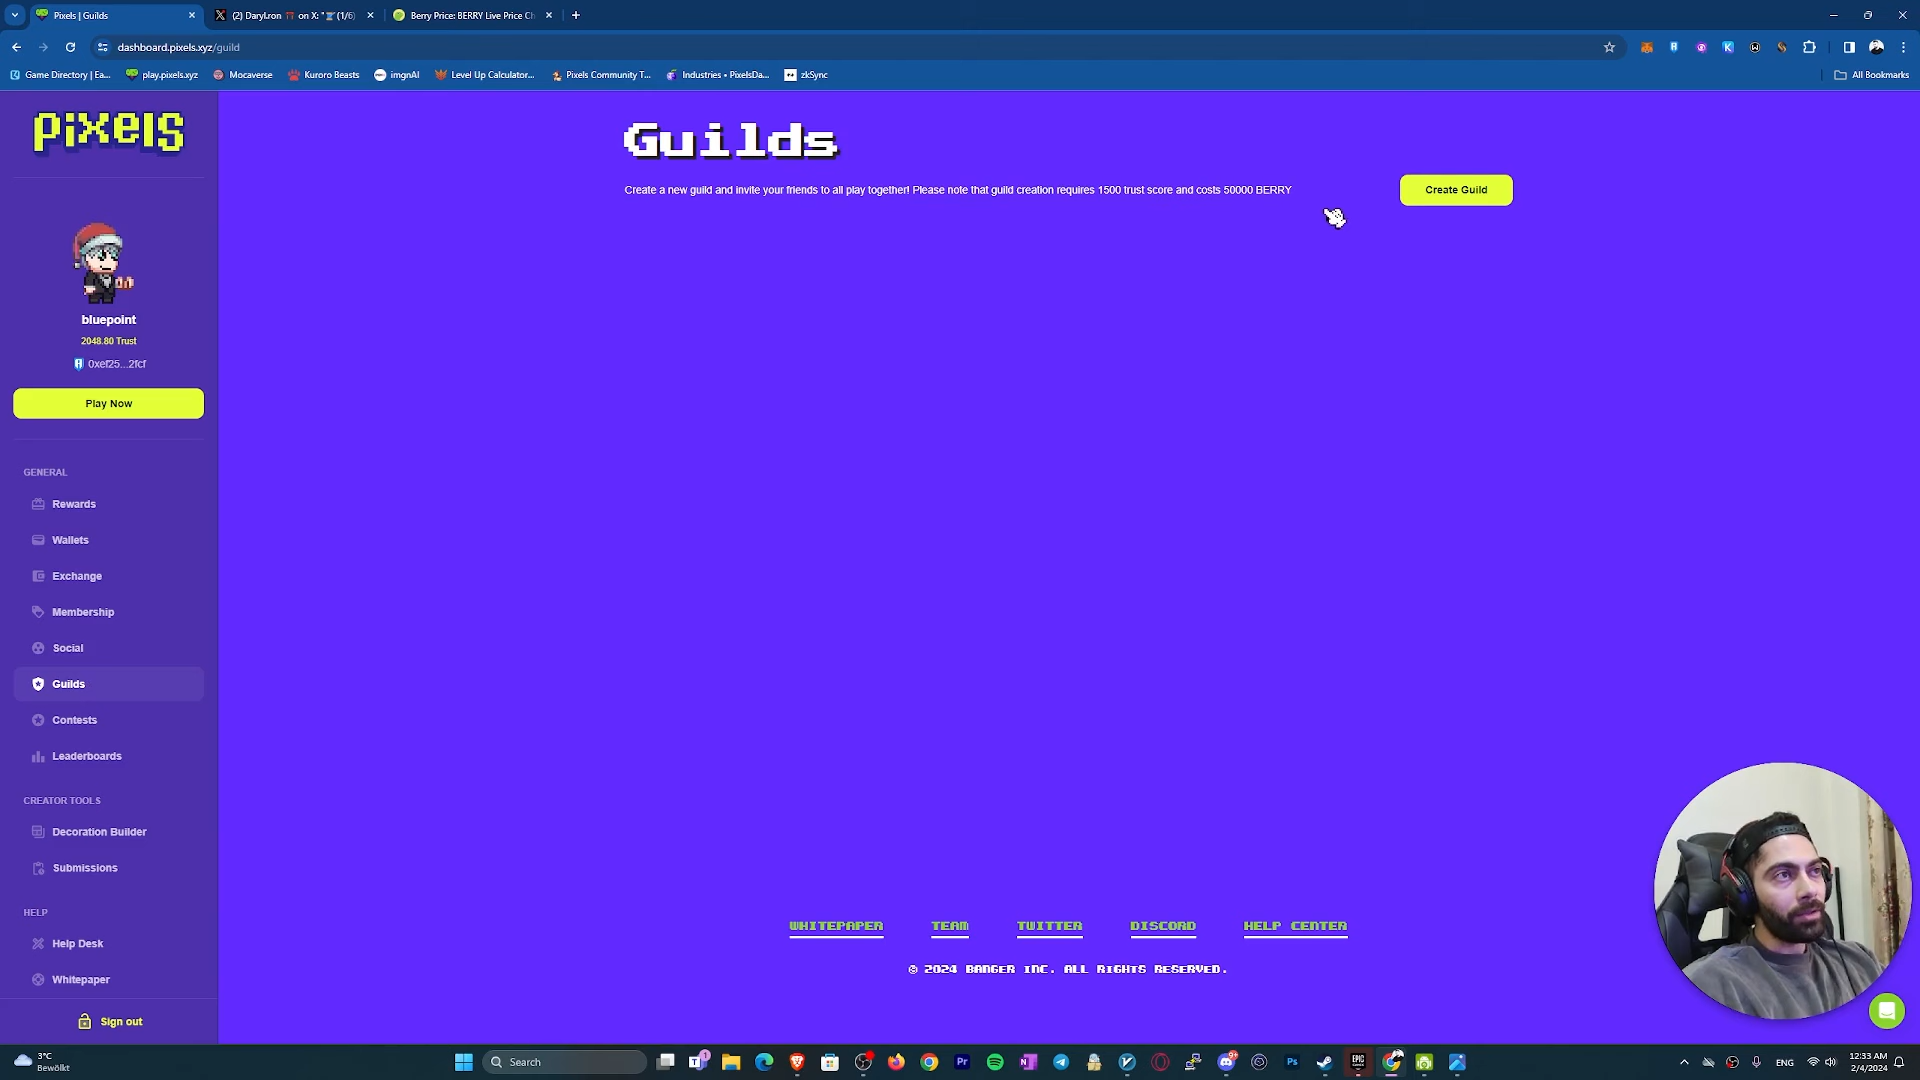 Pixels | Guilds
(2) Daryl.ron on X: " (1/6)
Berry Price: BERRY Live Price Ch
dashboard.pixels.xyz/guild
Game Directory | Ea...
play.pixels.xyz
Mocaverse
Kuroro Beasts
imgnAI
Level Up Calculator...
Pixels Community T...
Industries • PixelsDa...
zkSync
All Bookmarks
pixels
bluepoint
2048.80 Trust
0xef25...2fcf
Play Now
GENERAL
Rewards
Wallets
Exchange
Membership
Social
Guilds
Contests
Leaderboards
CREATOR TOOLS
Decoration Builder
Submissions
HELP
Help Desk
Whitepaper
Sign out
Guilds
Create a new guild and invite your friends to all play together! Please note that guild creation requires 1500 trust score and costs 50000 BERRY
Create Guild
WHITEPAPER TEAM TWITTER DISCORD HELP CENTER
© 2024 BANGER INC. ALL RIGHTS RESERVED.
3°C
Bewölkt
Search
ENG
12:33 AM
2/4/2024